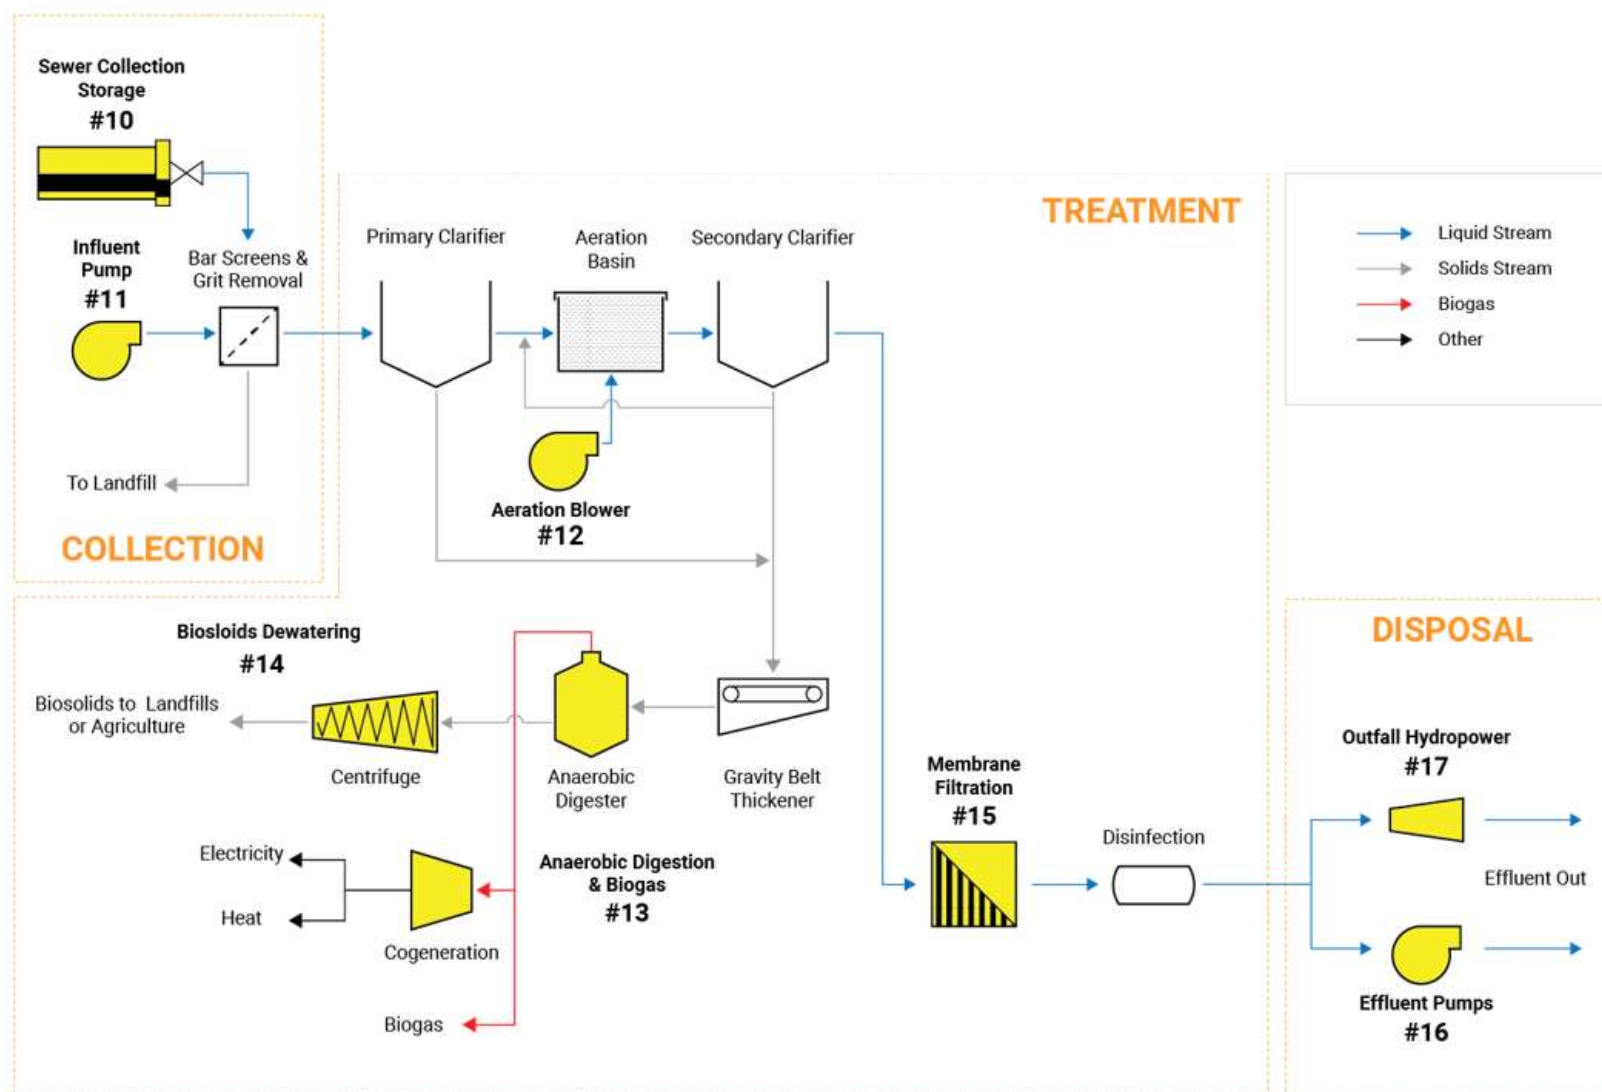 Sewer Collection
Storage
#10
Influent
Pump
#11
Bar Screens &
Grit Removal
To Landfill
COLLECTION
TREATMENT
Primary Clarifier
Aeration
Basin
Secondary Clarifier
Aeration Blower
#12
Liquid Stream
Solids Stream
Biogas
Other
Biosloids Dewatering
#14
Biosolids to Landfills
or Agriculture
Centrifuge
Anaerobic
Digester
Gravity Belt
Thickener
Electricity
Heat
Cogeneration
Anaerobic Digestion
& Biogas
#13
Biogas
Membrane
Filtration
#15
Disinfection
DISPOSAL
Outfall Hydropower
#17
Effluent Out
Effluent Pumps
#16